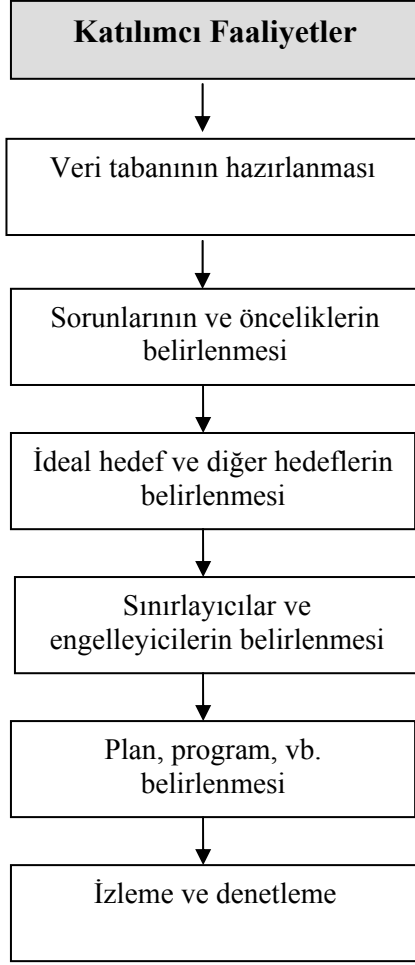 Katılımcı Faaliyetler
Veri tabanının hazırlanması
Sorunlarının ve önceliklerin
belirlenmesi
İdeal hedef ve diğer hedeflerin
belirlenmesi
Sınırlayıcılar ve
engelleyicilerin belirlenmesi
Plan, program, vb.
belirlenmesi
İzleme ve denetleme